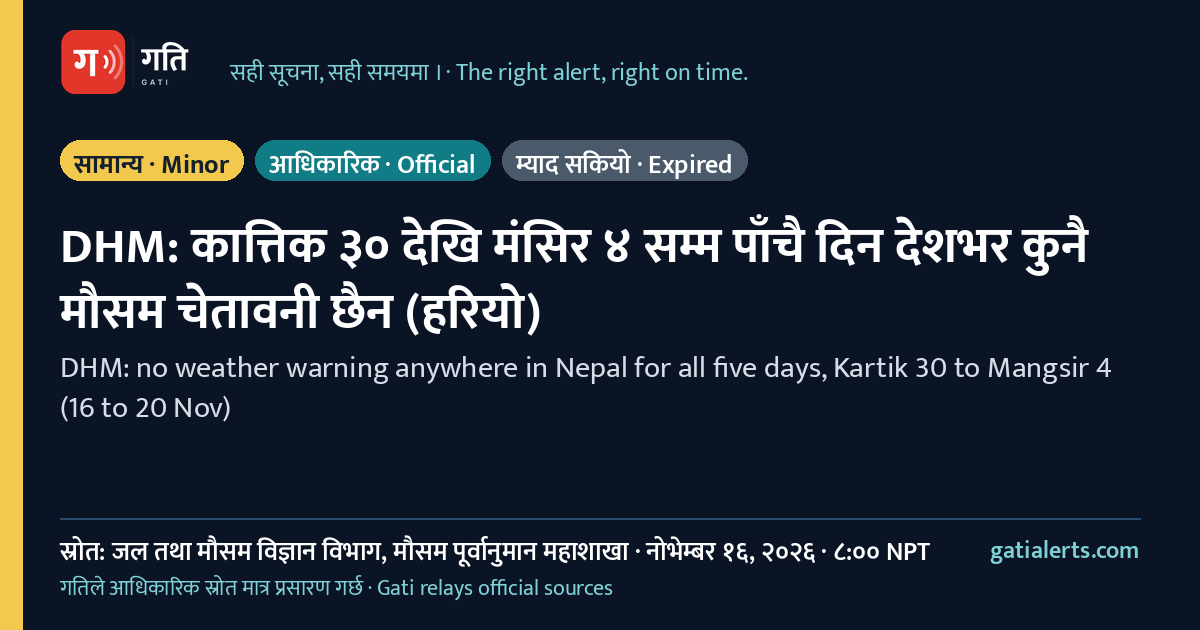 ग
गति
GATI
सही सूचना, सही समयमा । · The right alert, right on time.
सामान्य · Minor
आधिकारिक · Official
म्याद सकियो · Expired
DHM: कात्तिक ३० देखि मंसिर ४ सम्म पाँचै दिन देशभर कुनै
मौसम चेतावनी छैन (हरियो)
DHM: no weather warning anywhere in Nepal for all five days, Kartik 30 to Mangsir 4
(16 to 20 Nov)
स्रोत: जल तथा मौसम विज्ञान विभाग, मौसम पूर्वानुमान महाशाखा · नोभेम्बर १६, २०२६ · ८:०० NPT
gatialerts.com
गतिले आधिकारिक स्रोत मात्र प्रसारण गर्छ · Gati relays official sources